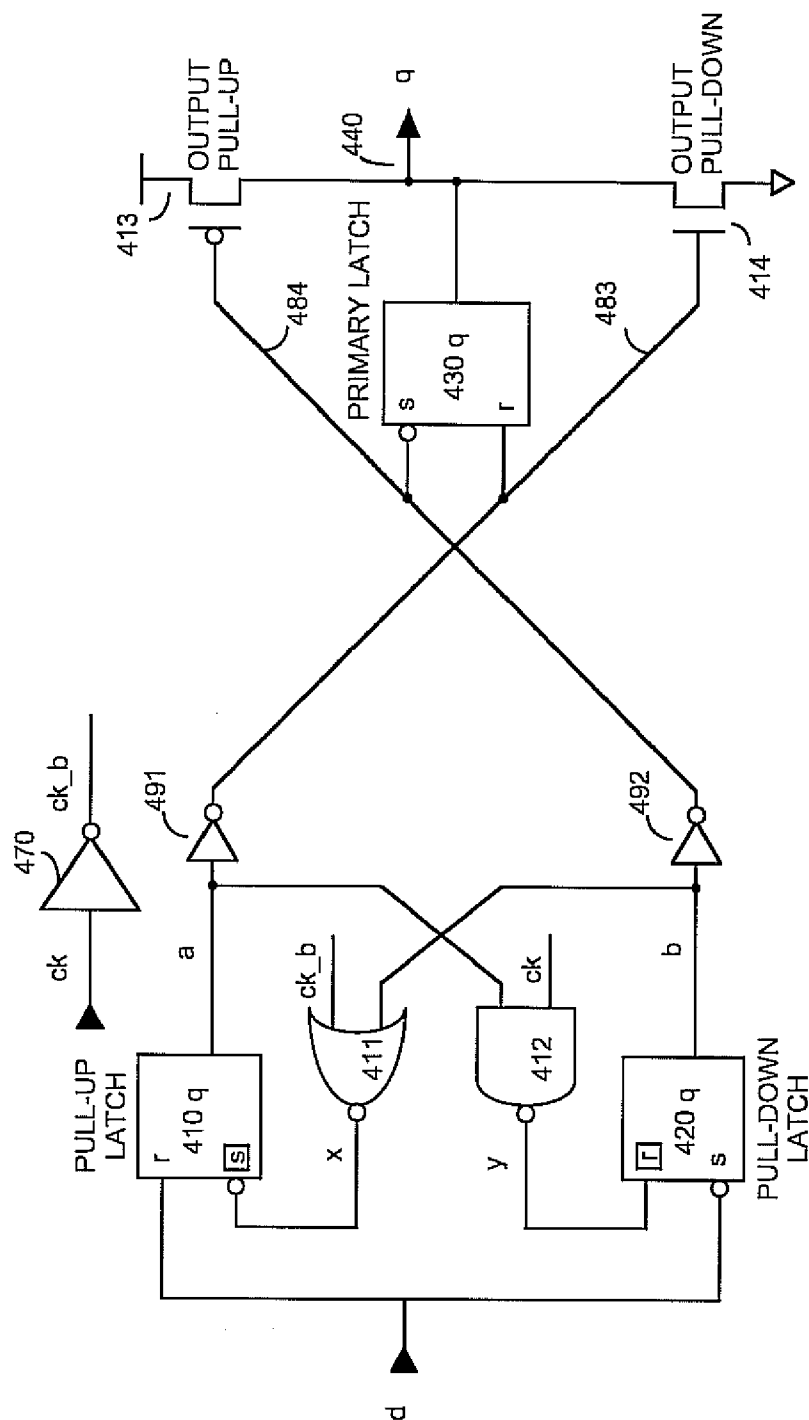 ck
470
ck_b
PULL-UP
LATCH
r
410 q
s
a
491
ck_b
411
x
d
y
412
ck
r
420 q
s
b
492
PULL-DOWN
LATCH
PRIMARY LATCH
s
430 q
r
484
483
413
OUTPUT
PULL-UP
440
q
414
OUTPUT
PULL-DOWN